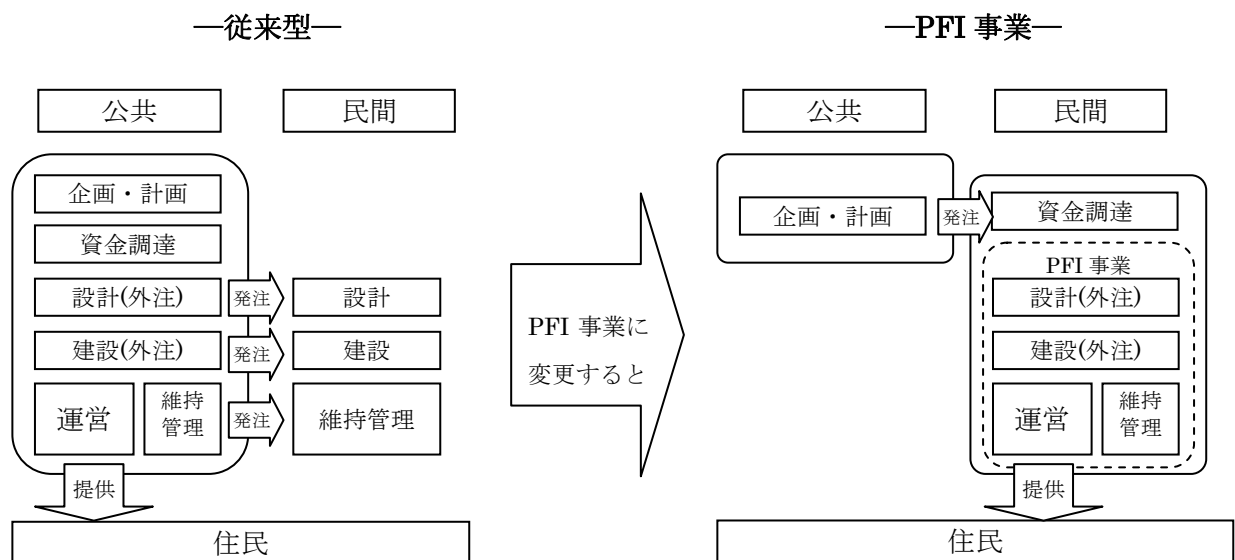 ―従来型―
公共
民間
企画・計画
資金調達
設計(外注)
発注
設計
建設(外注)
発注
建設
運営
維持
管理
発注
維持管理
提供
住民
PFI 事業に
変更すると
―PFI 事業―
公共
民間
企画・計画
発注
資金調達
PFI 事業
設計(外注)
建設(外注)
運営
維持
管理
提供
住民